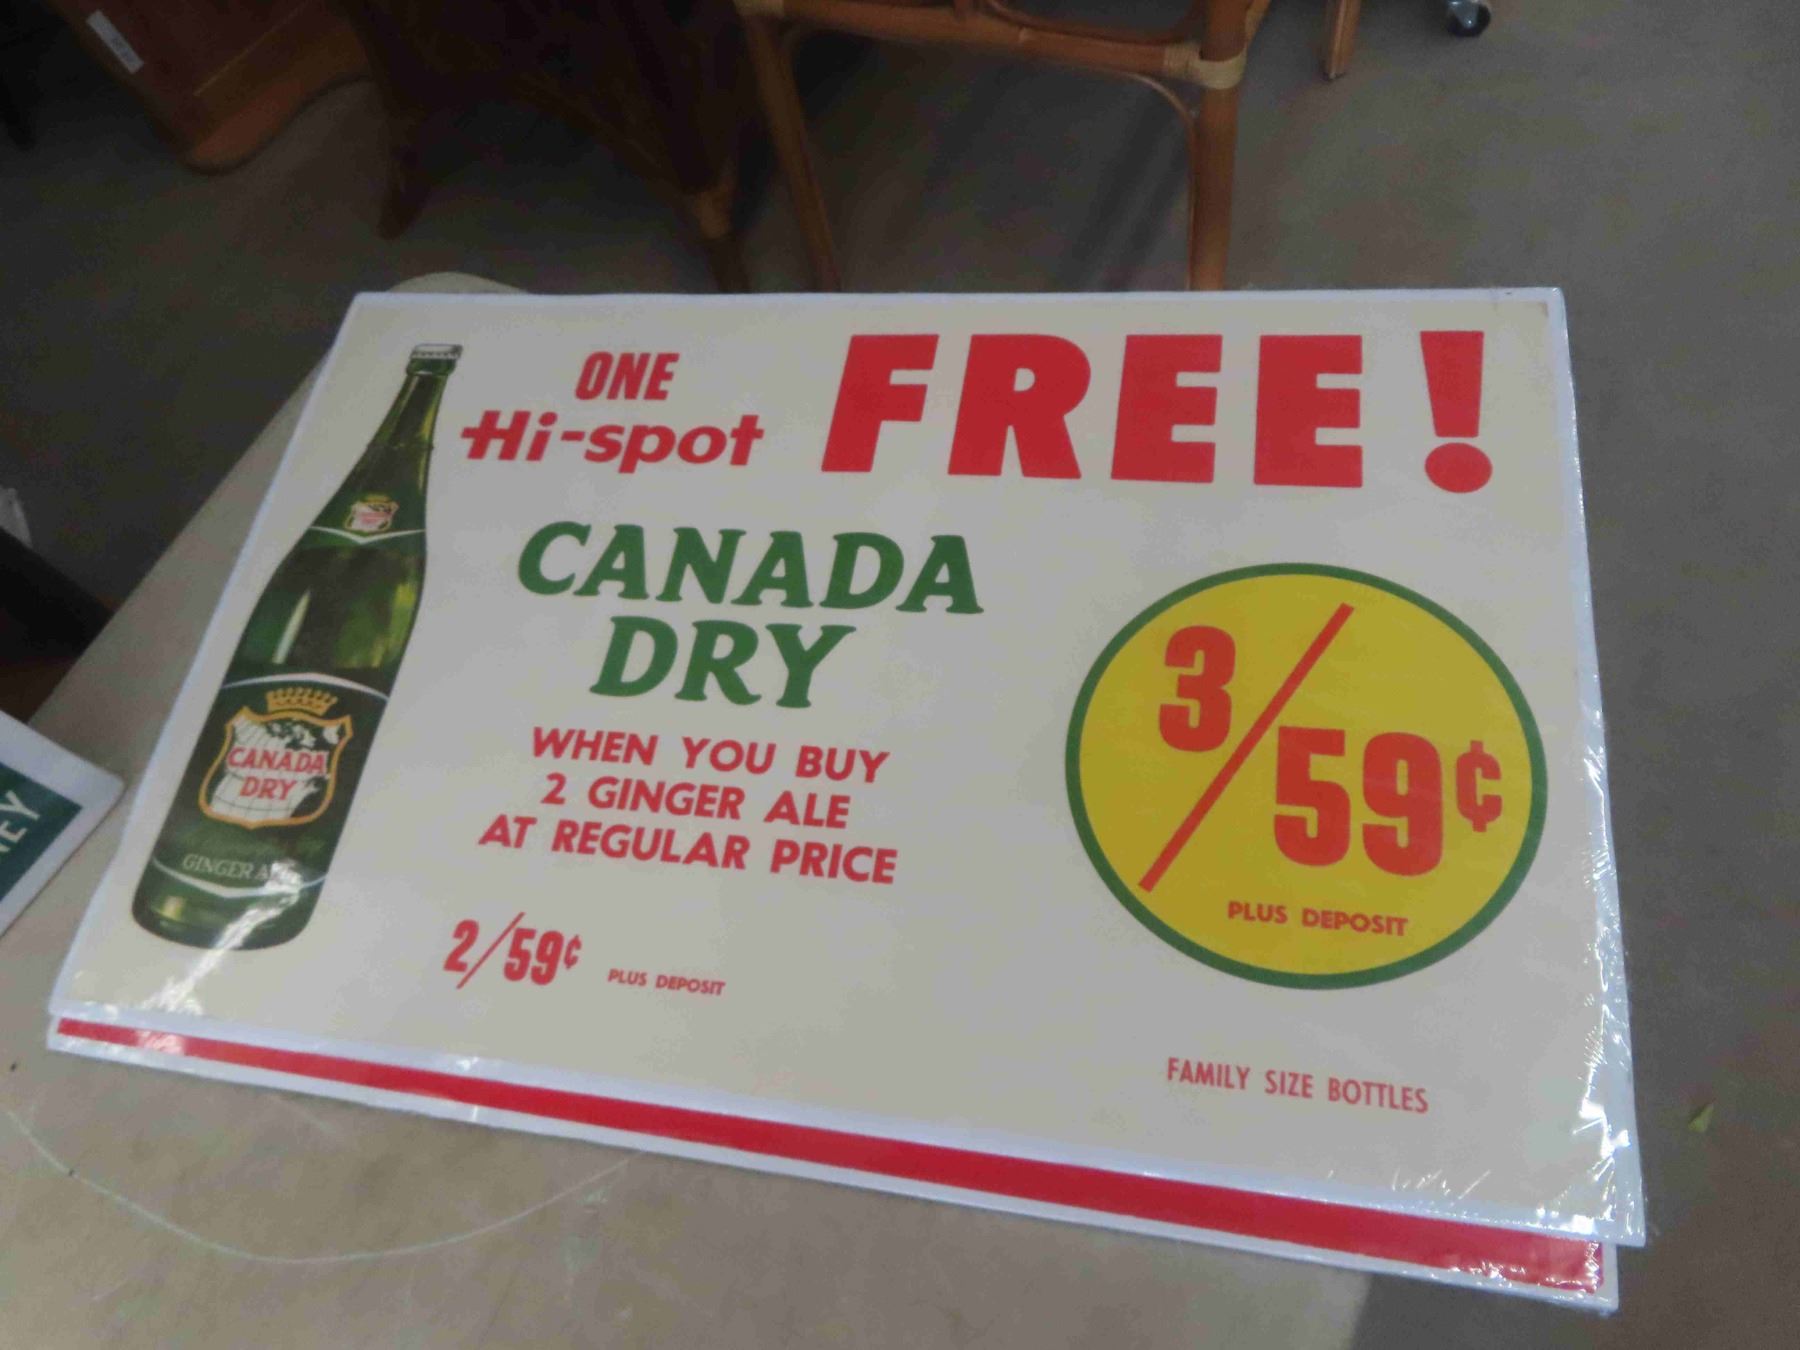 ONE
Hi-spot FREE!
CANADA
DRY
WHEN YOU BUY
2 GINGER ALE
AT REGULAR PRICE
2/59¢ PLUS DEPOSIT
3/59¢
PLUS DEPOSIT
FAMILY SIZE BOTTLES
CANADA
DRY
GINGER ALE